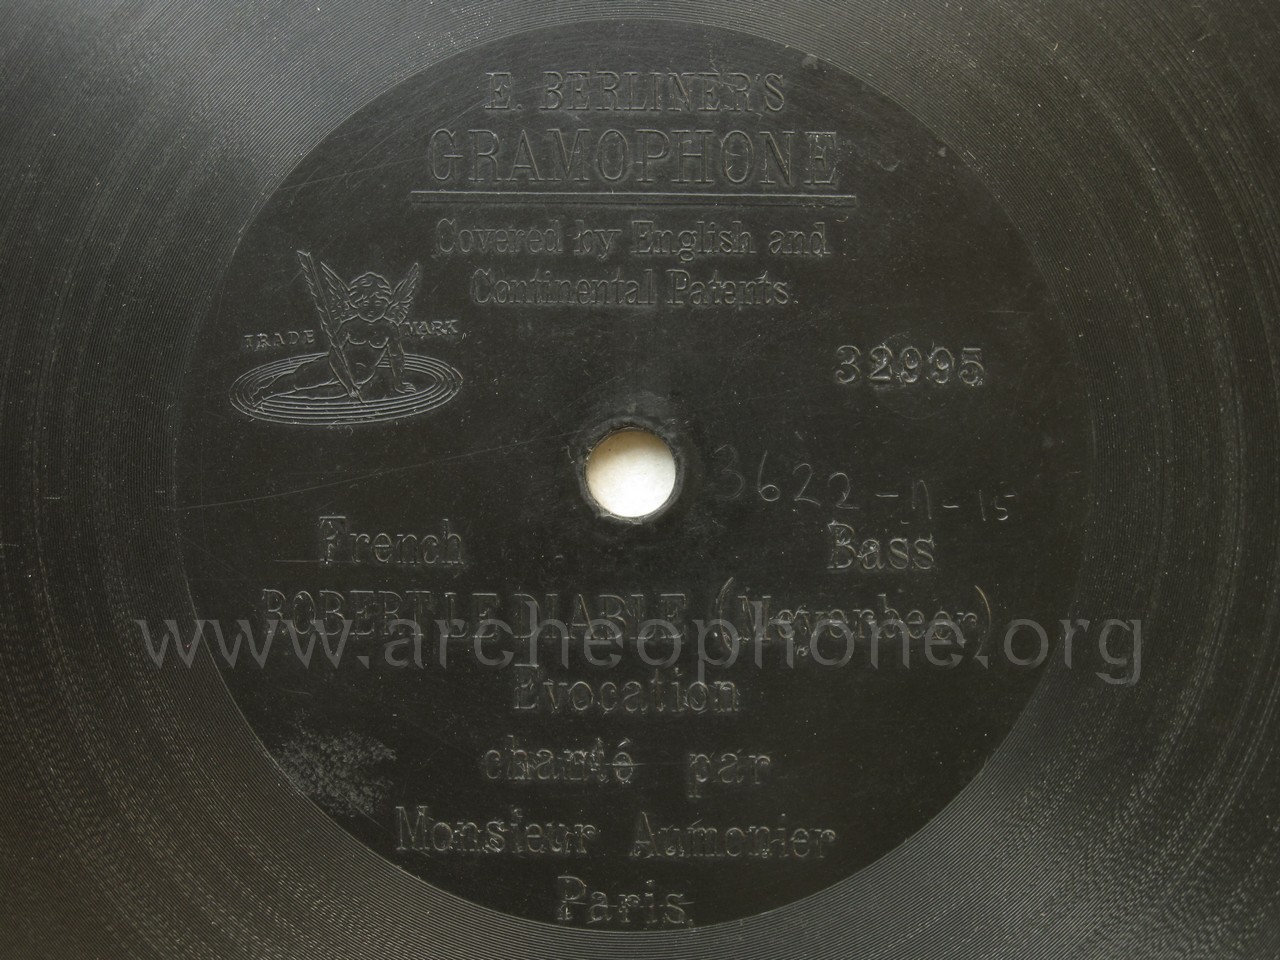 E. BERLINER'S
GRAMOPHONE
Covered by English and
Continental Patents.
TRADE MARK
32995
3622-
French Bass
ROBERT LE DIABLE (Meyerbeer)
www.archeophone.org
Evocation
chanté par
Monsieur Aumonier
Paris.